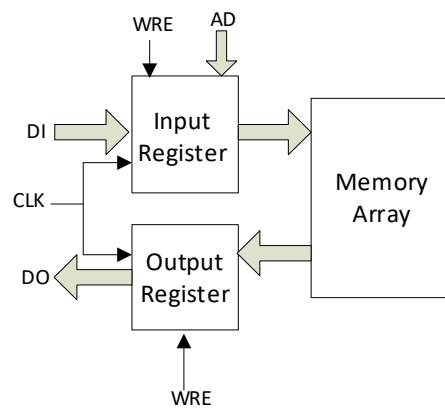 WRE
AD
DI
Input
Register
CLK
Memory
Array
DO
Output
Register
WRE